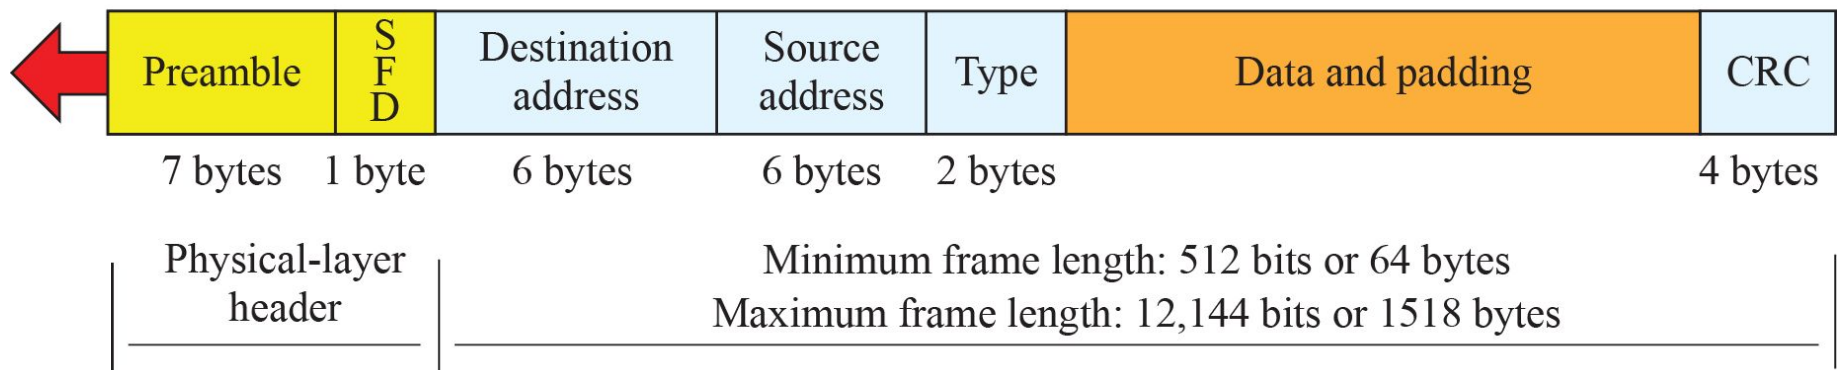 Preamble
S
F
D
Destination
address
Source
address
Type
Data and padding
CRC
7 bytes
1 byte
6 bytes
6 bytes
2 bytes
4 bytes
Physical-layer
header
Minimum frame length: 512 bits or 64 bytes
Maximum frame length: 12,144 bits or 1518 bytes